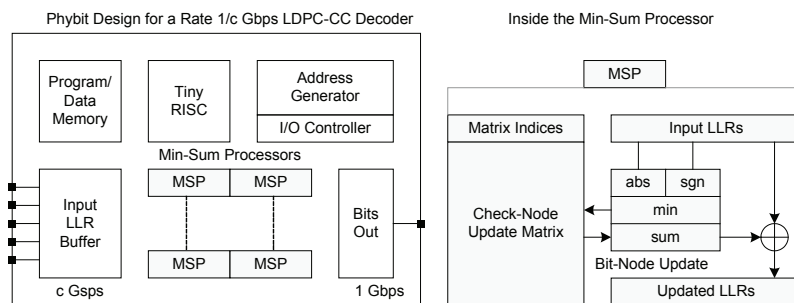 Phybit Design for a Rate 1/c Gbps LDPC-CC Decoder
Program/
Data
Memory
Tiny
RISC
Address
Generator
I/O Controller
Min-Sum Processors
Input
LLR
Buffer
MSP
MSP
MSP
MSP
Bits
Out
c Gsps
1 Gbps
Inside the Min-Sum Processor
MSP
Matrix Indices
Input LLRs
Check-Node
Update Matrix
abs
sgn
min
sum
Bit-Node Update
Updated LLRs